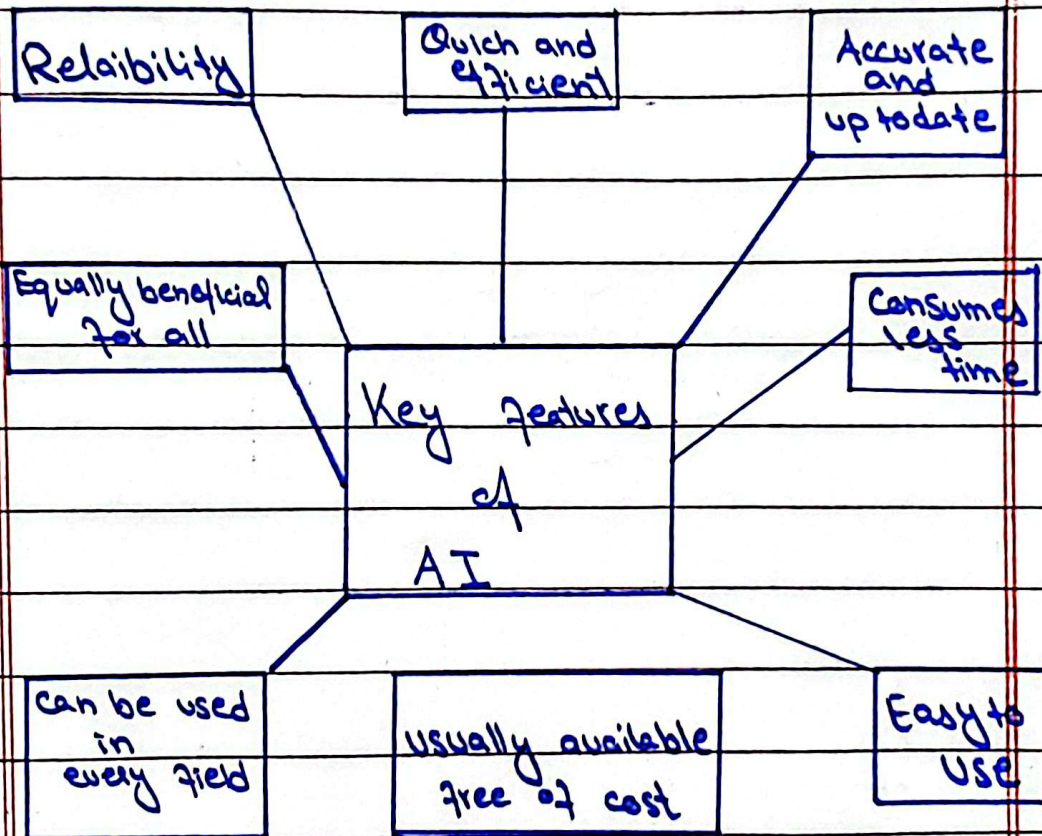 Relaibility
Quich and
efficient
Accurate
and
up todate
Equally beneficial
for all
Consumes
less
time
Key features
of
AI
can be used
in
every field
usually available
free of cost
Easy to
use